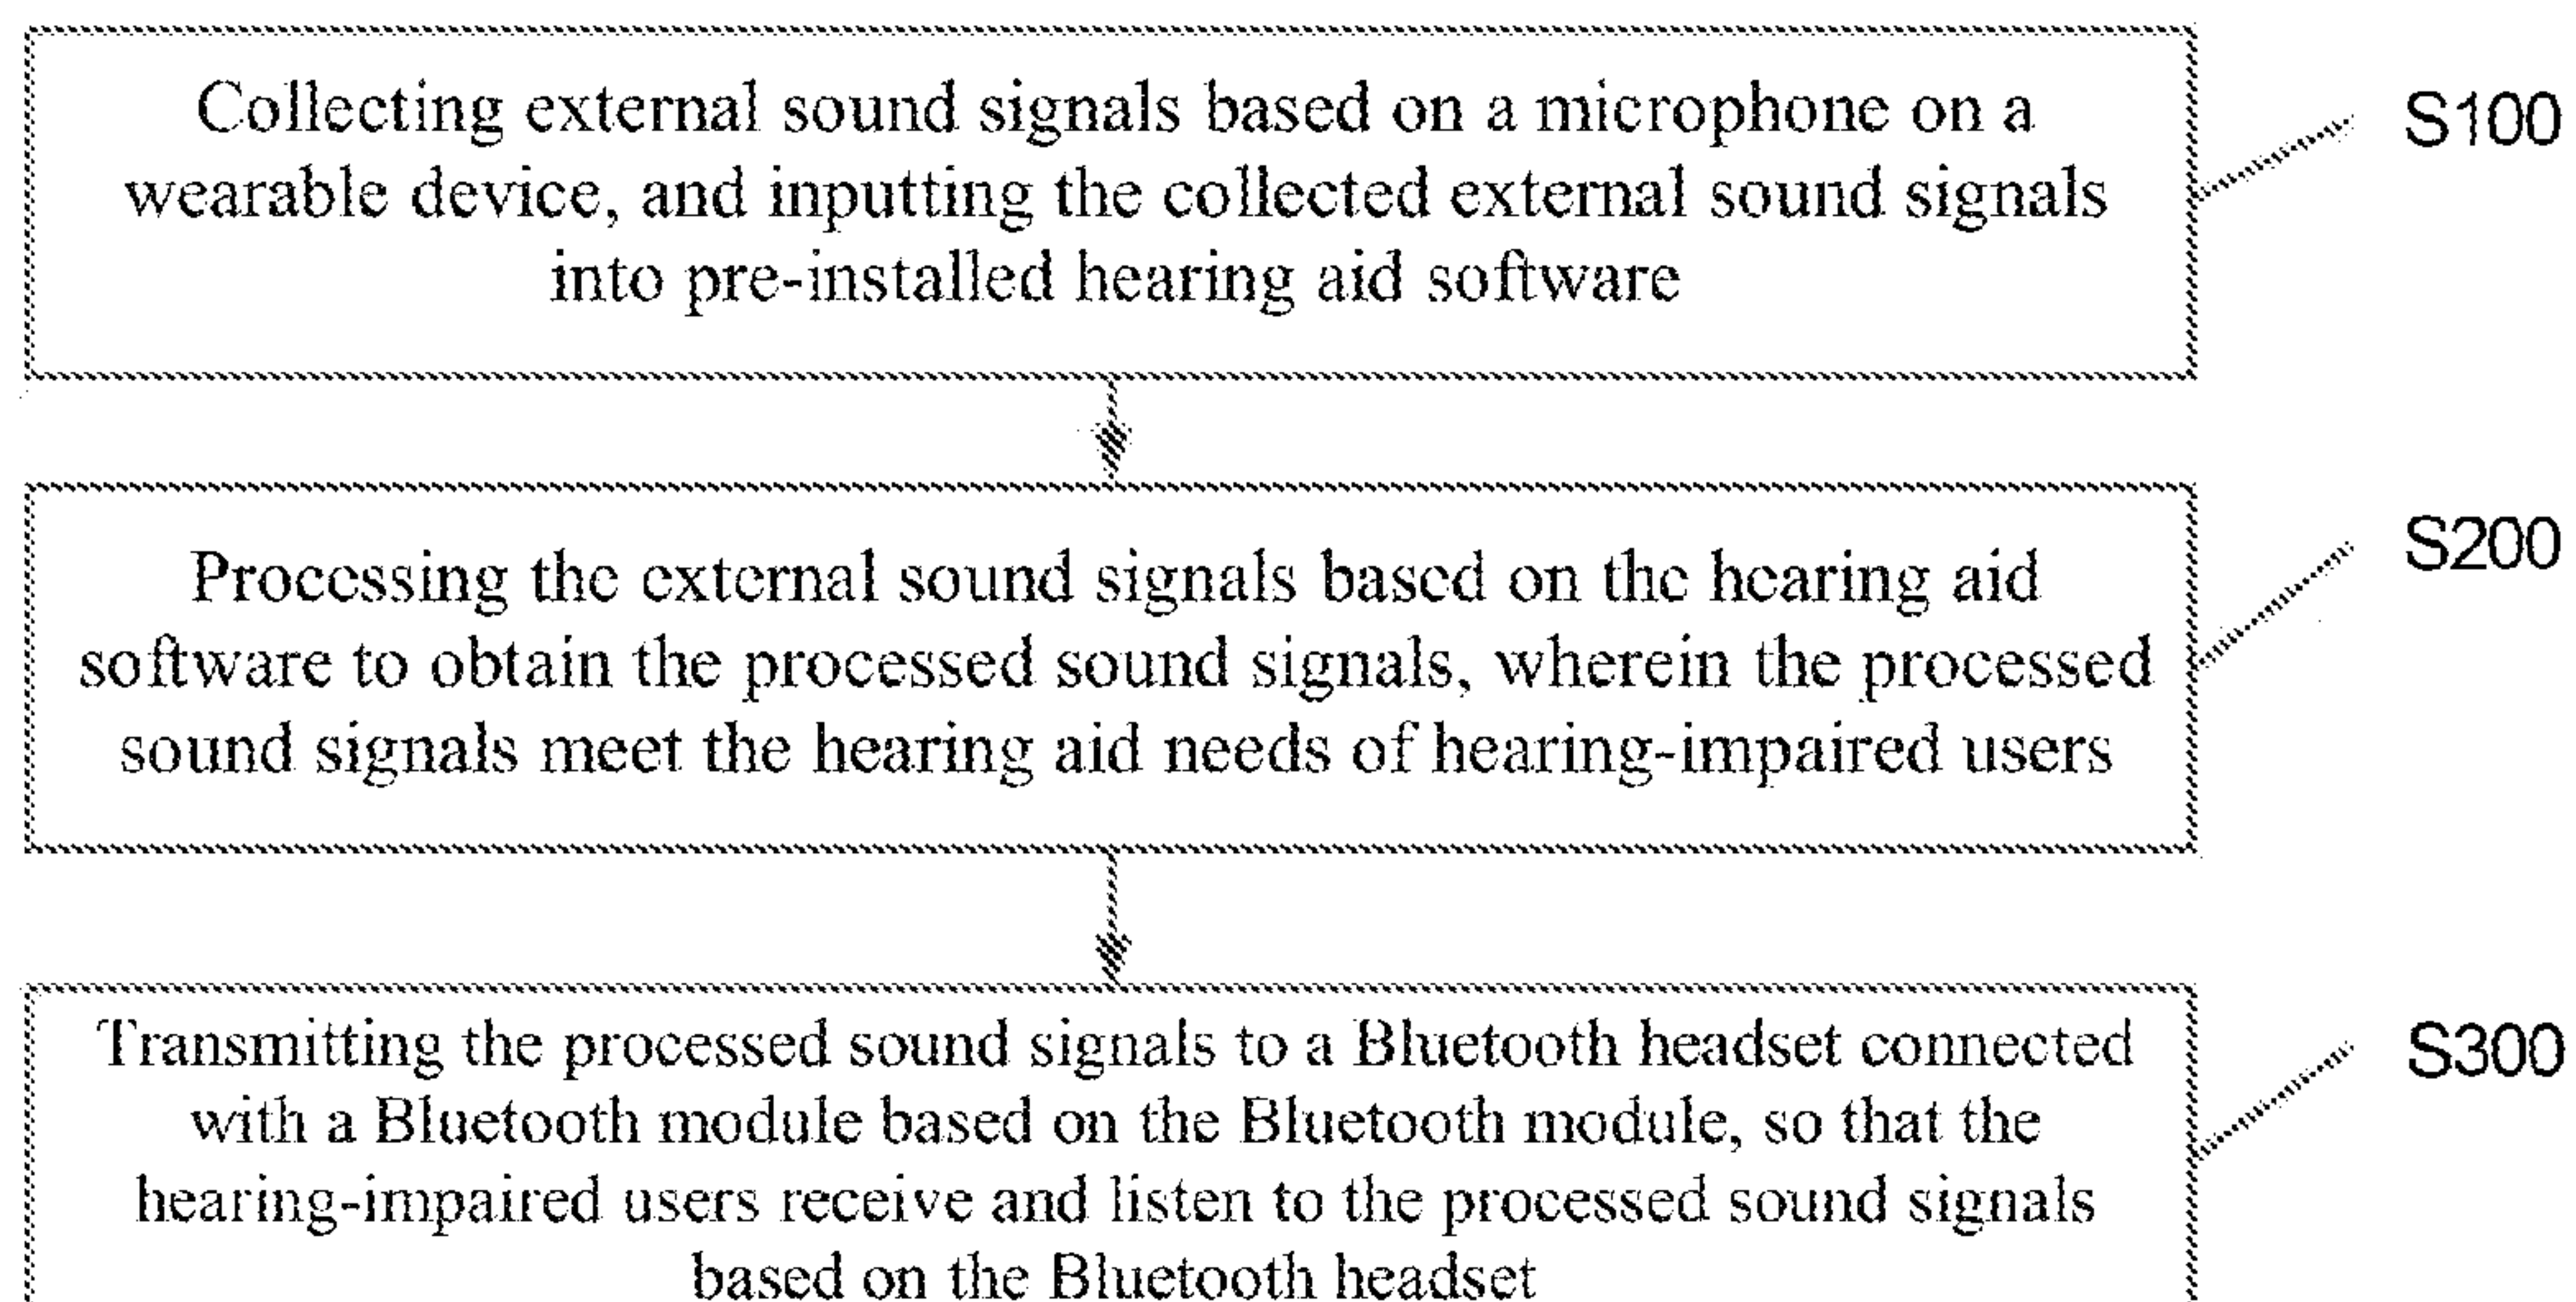 Collecting external sound signals based on a microphone on a
wearable device, and inputting the collected external sound signals
into pre-installed hearing aid software
S100
Processing the external sound signals based on the hearing aid
software to obtain the processed sound signals, wherein the processed
sound signals meet the hearing aid needs of hearing-impaired users
S200
Transmitting the processed sound signals to a Bluetooth headset connected
with a Bluetooth module based on the Bluetooth module, so that the
hearing-impaired users receive and listen to the processed sound signals
based on the Bluetooth headset
S300